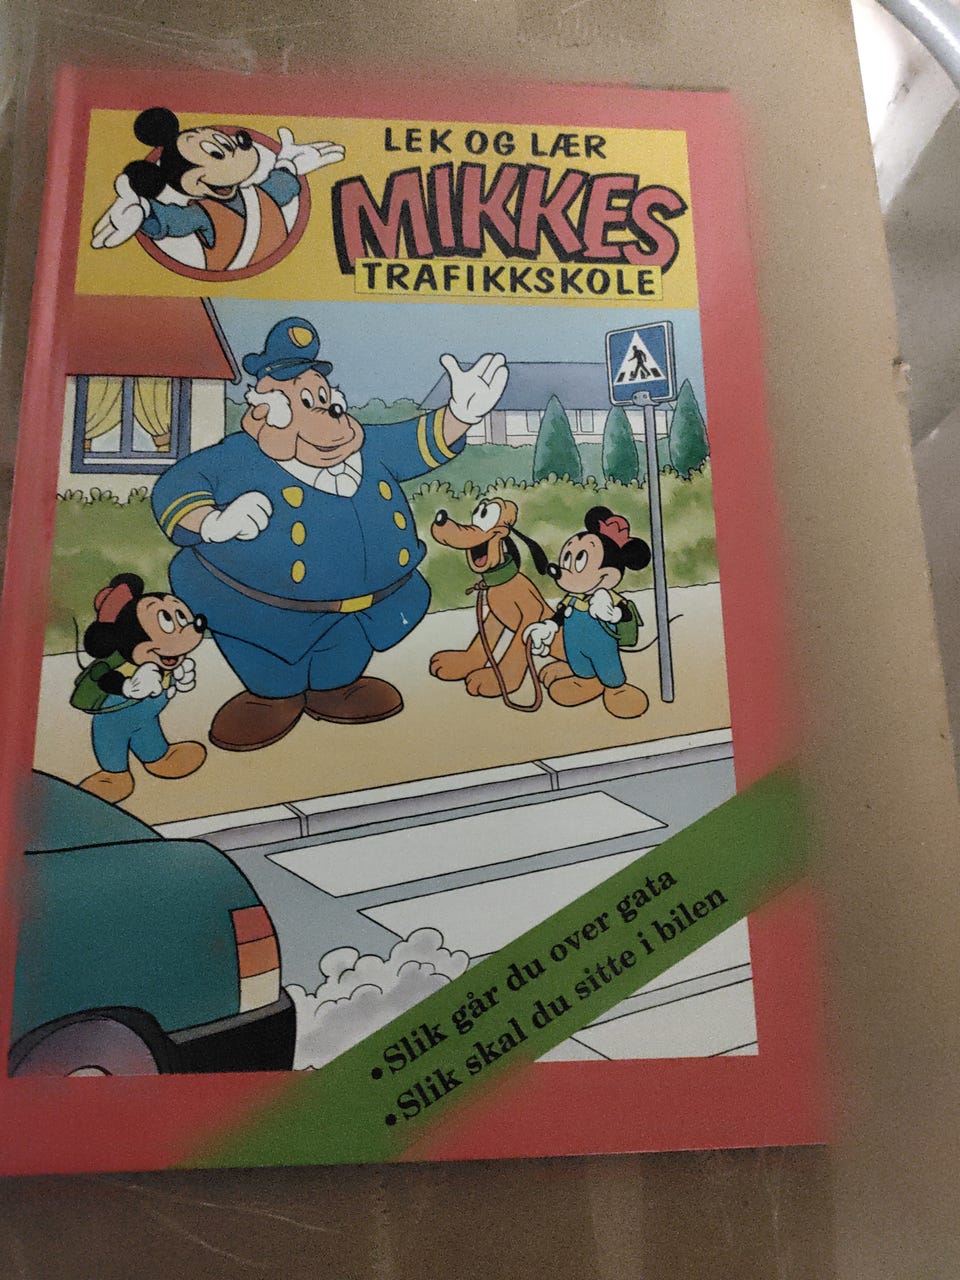 LEK OG LÆR
MIKKES
TRAFIKKSKOLE
• Slik går du over gata
• Slik skal du sitte i bilen